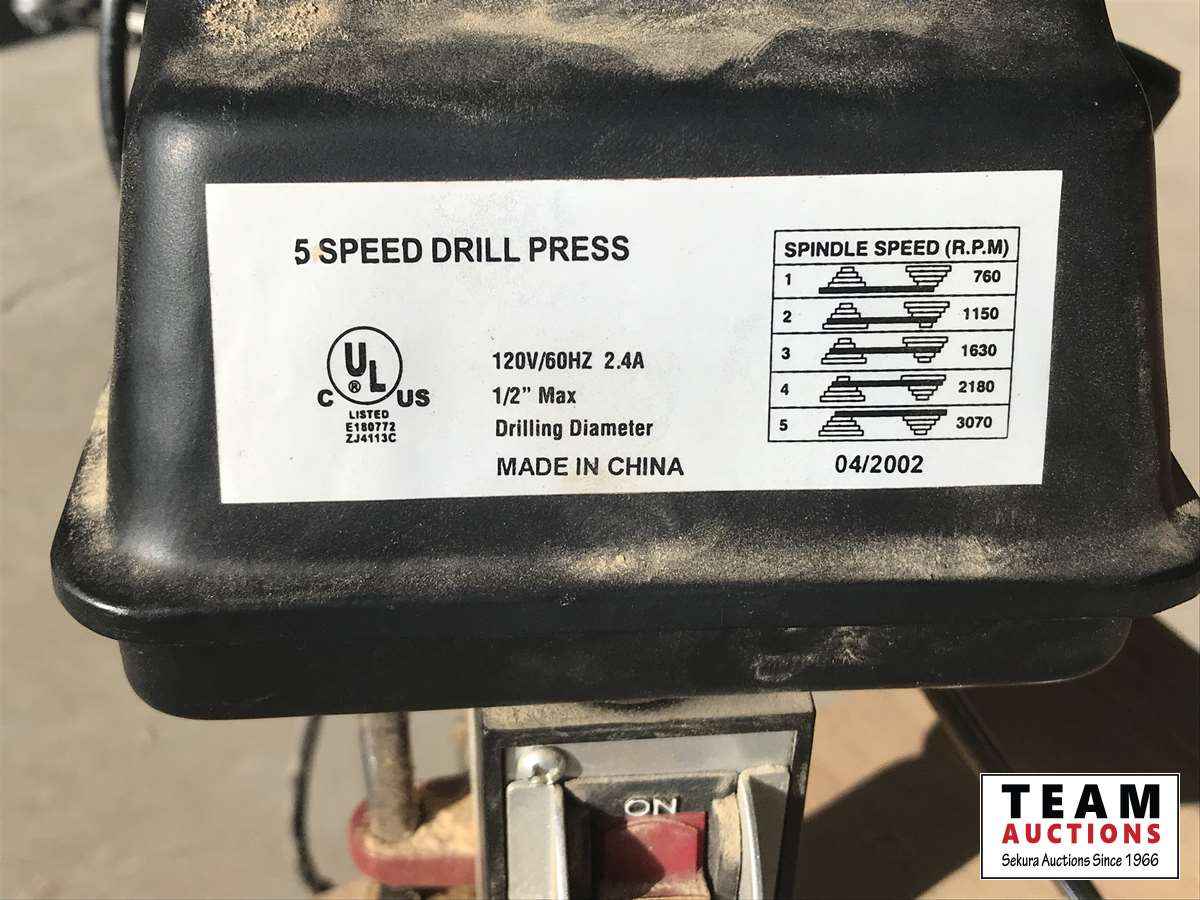 5 SPEED DRILL PRESS
UL
®
C US
LISTED
E180772
ZJ4113C
120V/60HZ 2.4A
1/2" Max
Drilling Diameter
MADE IN CHINA
SPINDLE SPEED (R.P.M)
1 760
2 1150
3 1630
4 2180
5 3070
04/2002
ON
TEAM
AUCTIONS
Sekura Auctions Since 1966